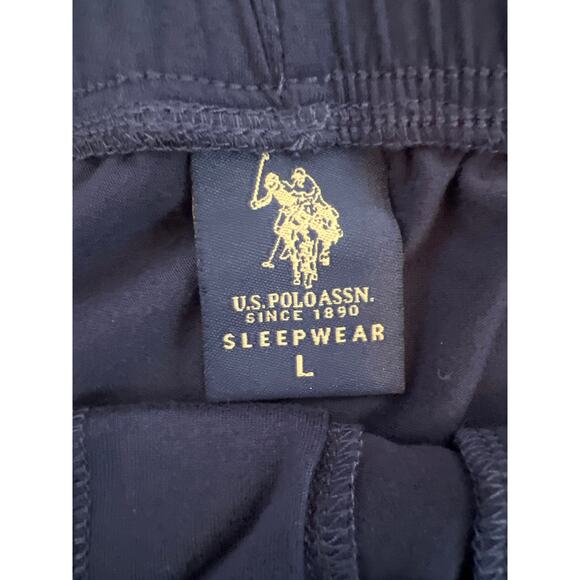 U.S. POLO ASSN.
SINCE 1890
SLEEPWEAR
L